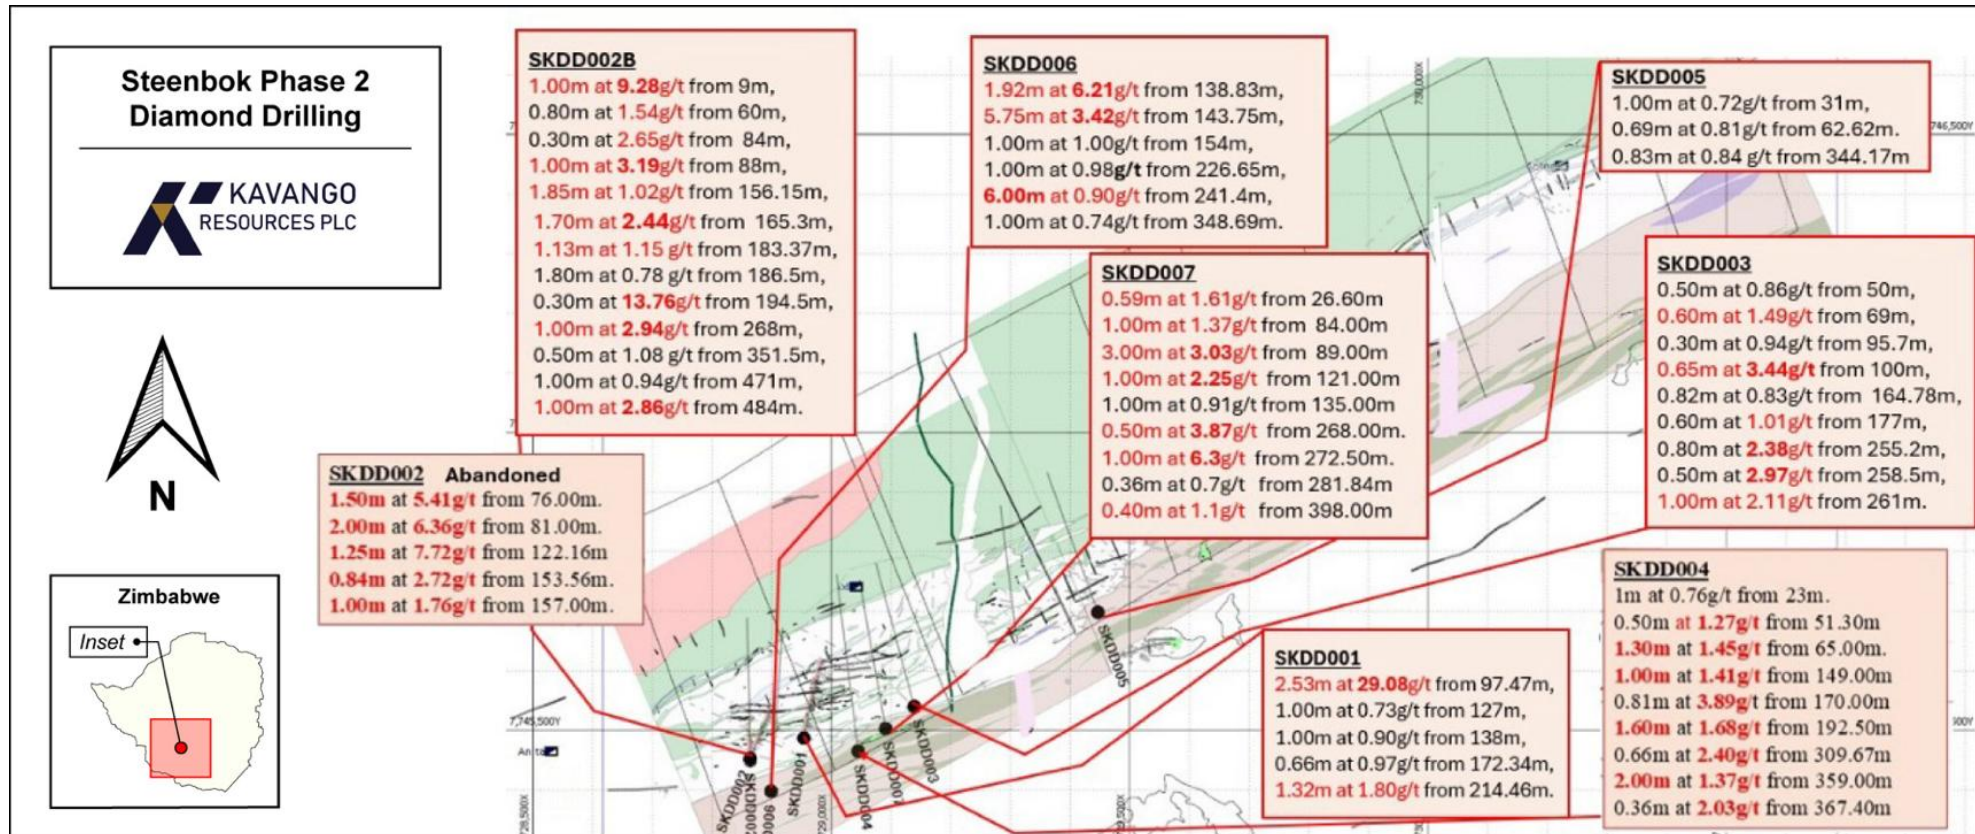 Steenbok Phase 2
Diamond Drilling
KAVANGO
RESOURCES PLC
N
Zimbabwe
Inset
SKDD002B
1.00m at 9.28g/t from 9m,
0.80m at 1.54g/t from 60m,
0.30m at 2.65g/t from 84m,
1.00m at 3.19g/t from 88m,
1.85m at 1.02g/t from 156.15m,
1.70m at 2.44g/t from 165.3m,
1.13m at 1.15 g/t from 183.37m,
1.80m at 0.78 g/t from 186.5m,
0.30m at 13.76g/t from 194.5m,
1.00m at 2.94g/t from 268m,
0.50m at 1.08 g/t from 351.5m,
1.00m at 0.94g/t from 471m,
1.00m at 2.86g/t from 484m.
SKDD006
1.92m at 6.21g/t from 138.83m,
5.75m at 3.42g/t from 143.75m,
1.00m at 1.00g/t from 154m,
1.00m at 0.98g/t from 226.65m,
6.00m at 0.90g/t from 241.4m,
1.00m at 0.74g/t from 348.69m.
SKDD005
1.00m at 0.72g/t from 31m,
0.69m at 0.81g/t from 62.62m.
0.83m at 0.84 g/t from 344.17m
SKDD007
0.59m at 1.61g/t from 26.60m
1.00m at 1.37g/t from 84.00m
3.00m at 3.03g/t from 89.00m
1.00m at 2.25g/t from 121.00m
1.00m at 0.91g/t from 135.00m
0.50m at 3.87g/t from 268.00m.
1.00m at 6.3g/t from 272.50m.
0.36m at 0.7g/t from 281.84m
0.40m at 1.1g/t from 398.00m
SKDD003
0.50m at 0.86g/t from 50m,
0.60m at 1.49g/t from 69m,
0.30m at 0.94g/t from 95.7m,
0.65m at 3.44g/t from 100m,
0.82m at 0.83g/t from 164.78m,
0.60m at 1.01g/t from 177m,
0.80m at 2.38g/t from 255.2m,
0.50m at 2.97g/t from 258.5m,
1.00m at 2.11g/t from 261m.
SKDD002 Abandoned
1.50m at 5.41g/t from 76.00m.
2.00m at 6.36g/t from 81.00m.
1.25m at 7.72g/t from 122.16m
0.84m at 2.72g/t from 153.56m.
1.00m at 1.76g/t from 157.00m.
SKDD004
1m at 0.76g/t from 23m.
0.50m at 1.27g/t from 51.30m
1.30m at 1.45g/t from 65.00m.
1.00m at 1.41g/t from 149.00m
0.81m at 3.89g/t from 170.00m
1.60m at 1.68g/t from 192.50m
0.66m at 2.40g/t from 309.67m
2.00m at 1.37g/t from 359.00m
0.36m at 2.03g/t from 367.40m
SKDD001
2.53m at 29.08g/t from 97.47m,
1.00m at 0.73g/t from 127m,
1.00m at 0.90g/t from 138m,
0.66m at 0.97g/t from 172.34m,
1.32m at 1.80g/t from 214.46m.
730,000X
746,500Y
7,745,500Y
SKDD005
SKDD003
SKDD007
SKDD004
SKDD001
SKDD002
728,500X
729,000X